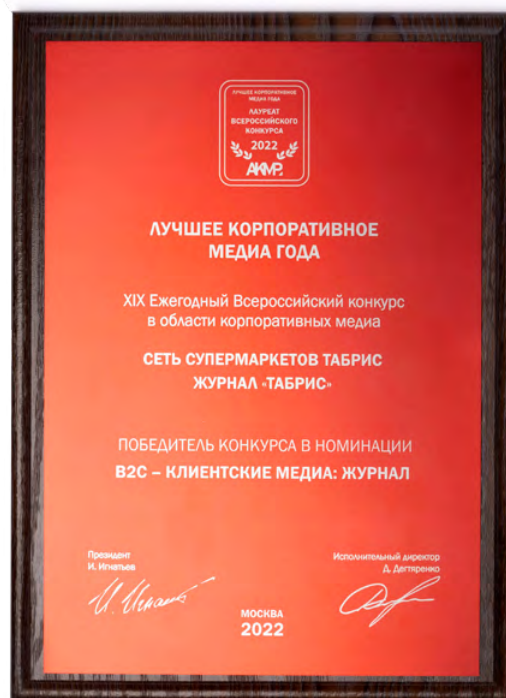 ЛУЧШЕЕ КОРПОРАТИВНОЕ
МЕДИА ГОДА
ЛАУРЕАТ
ВСЕРОССИЙСКОГО
КОНКУРСА
2022
АКМР
ЛУЧШЕЕ КОРПОРАТИВНОЕ
МЕДИА ГОДА
XIX Ежегодный Всероссийский конкурс
в области корпоративных медиа
СЕТЬ СУПЕРМАРКЕТОВ ТАБРИС
ЖУРНАЛ «ТАБРИС»
ПОБЕДИТЕЛЬ КОНКУРСА В НОМИНАЦИИ
B2C – КЛИЕНТСКИЕ МЕДИА: ЖУРНАЛ
Президент
И. Игнатьев
Исполнительный директор
Д. Дегтяренко
МОСКВА
2022